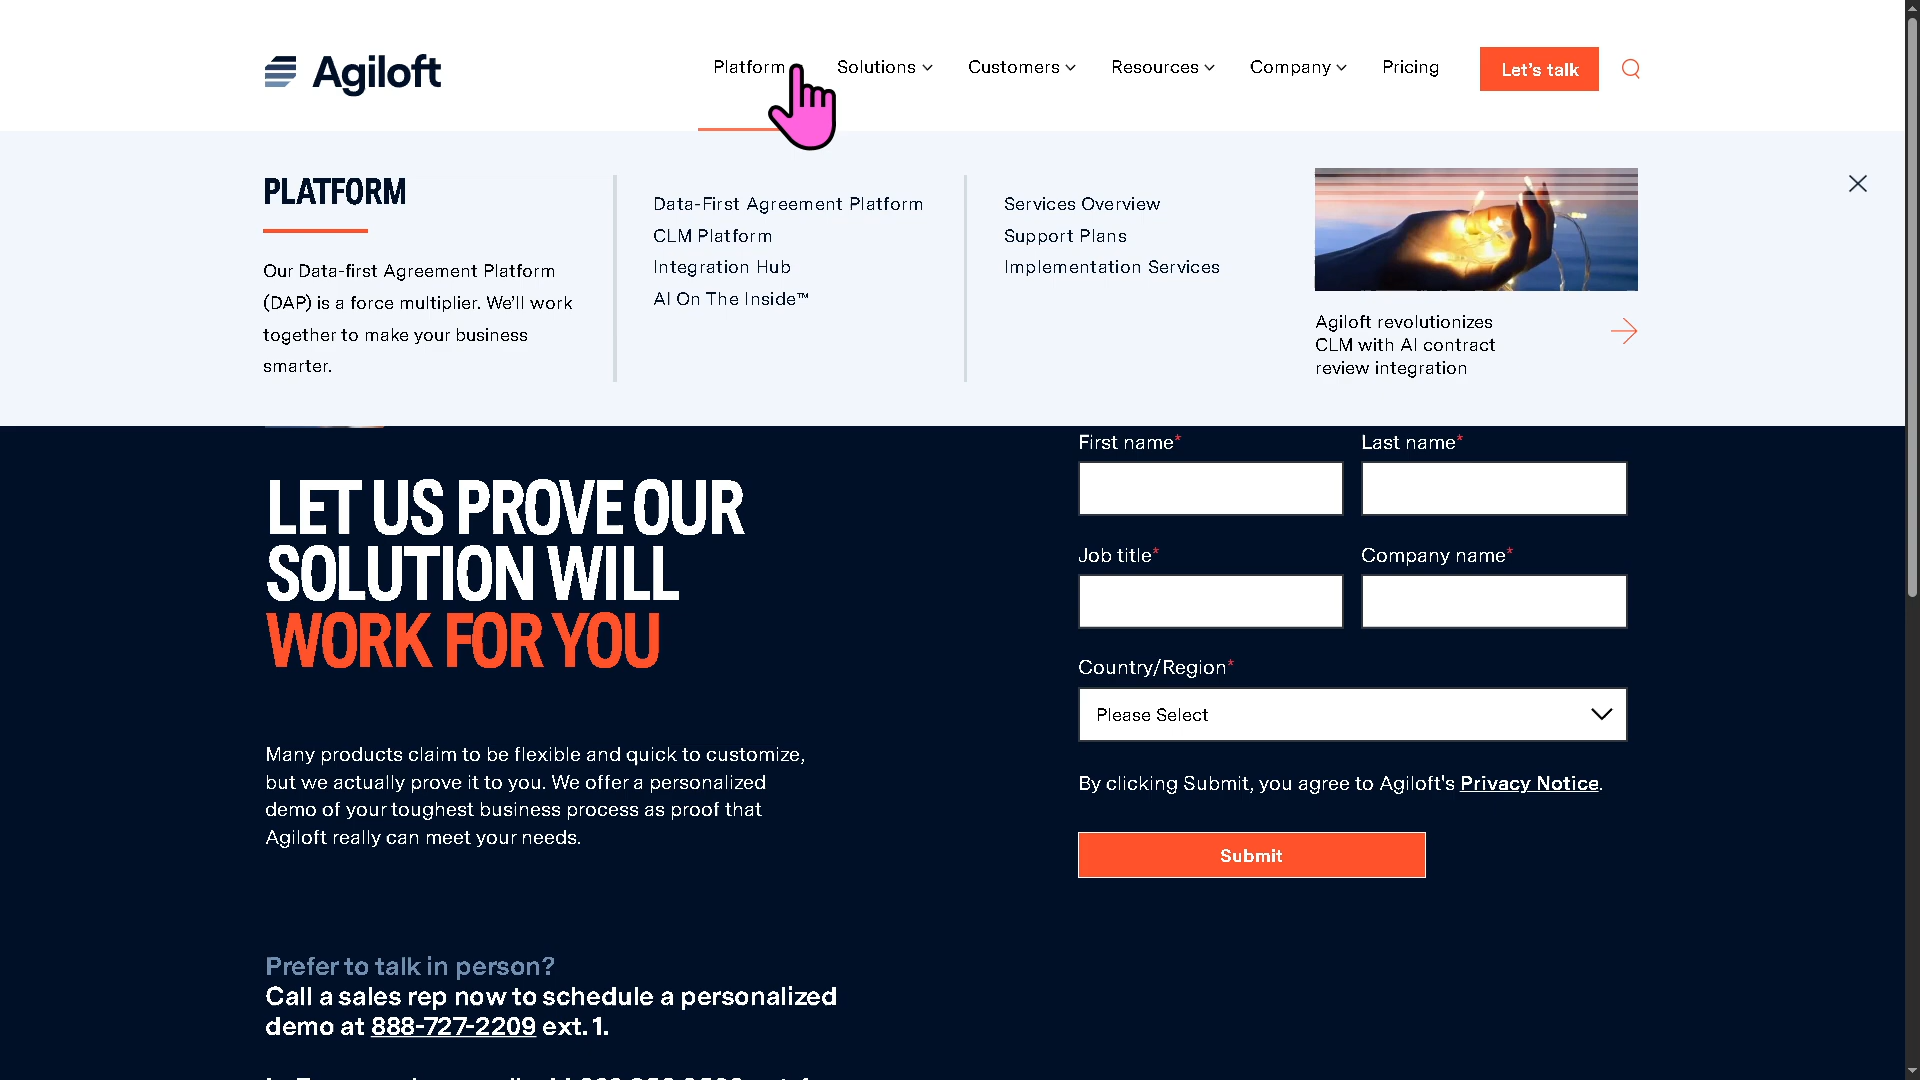 Agiloft
Platform
Solutions
Customers
Resources
Company
Pricing
Let's talk
PLATFORM
Our Data-first Agreement Platform
(DAP) is a force multiplier. We'll work
together to make your business
smarter.
Data-First Agreement Platform
CLM Platform
Integration Hub
AI On The Inside™
Services Overview
Support Plans
Implementation Services
Agiloft revolutionizes
CLM with AI contract
review integration
LET US PROVE OUR
SOLUTION WILL
WORK FOR YOU
Many products claim to be flexible and quick to customize,
but we actually prove it to you. We offer a personalized
demo of your toughest business process as proof that
Agiloft really can meet your needs.
Prefer to talk in person?
Call a sales rep now to schedule a personalized
demo at 888-727-2209 ext. 1.
First name*
Last name*
Job title*
Company name*
Country/Region*
Please Select
By clicking Submit, you agree to Agiloft's Privacy Notice.
Submit